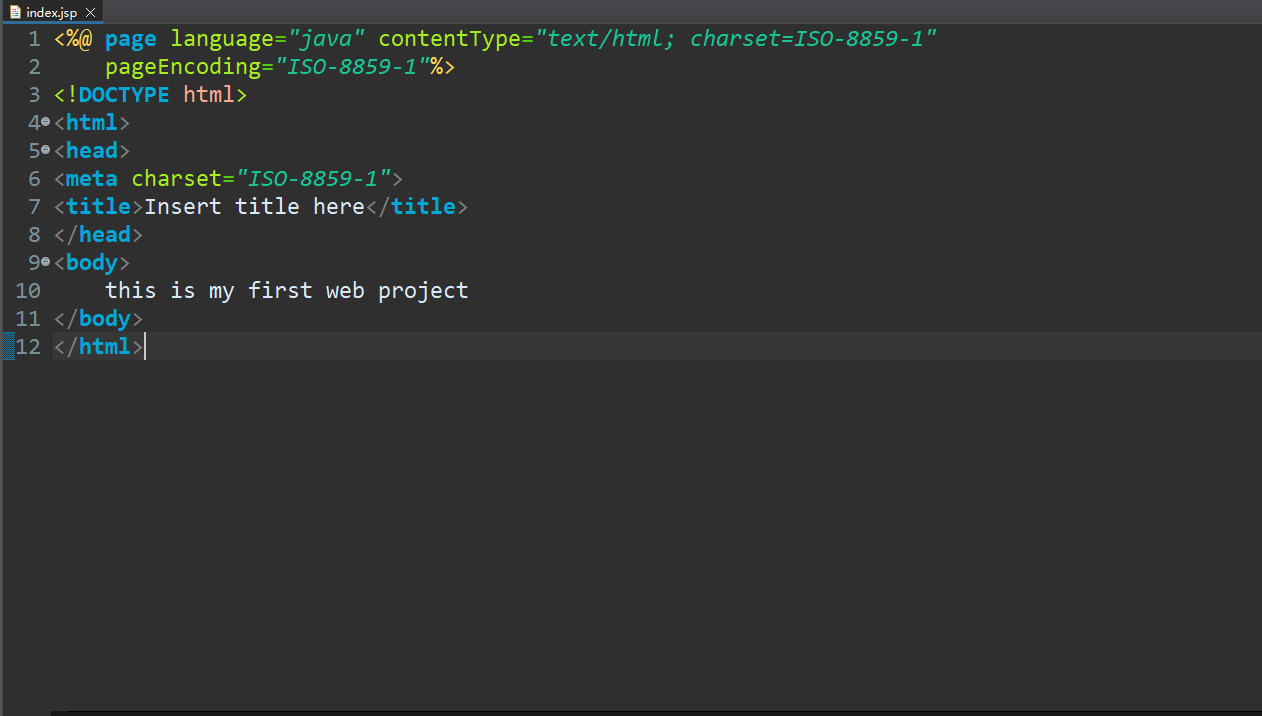 index.jsp
1 <%@ page language="java" contentType="text/html; charset=ISO-8859-1"
2     pageEncoding="ISO-8859-1"%>
3 <!DOCTYPE html>
4 <html>
5 <head>
6 <meta charset="ISO-8859-1">
7 <title>Insert title here</title>
8 </head>
9 <body>
10     this is my first web project
11 </body>
12 </html>